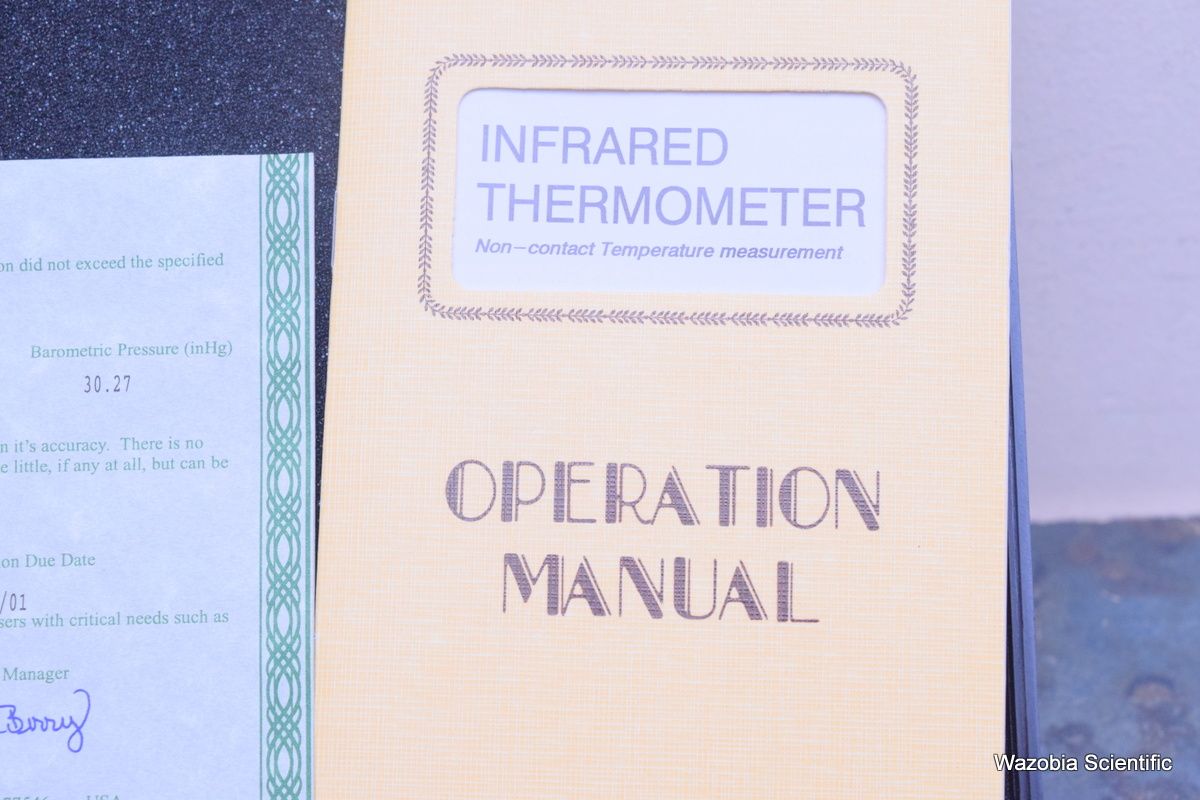 on did not exceed the specified
Barometric Pressure (inHg)
30.27
n it's accuracy. There is no
e little, if any at all, but can be
on Due Date
/01
sers with critical needs such as
Manager
Berry
USA
INFRARED
THERMOMETER
Non-contact Temperature measurement
OPERATION
MANUAL
Wazobia Scientific